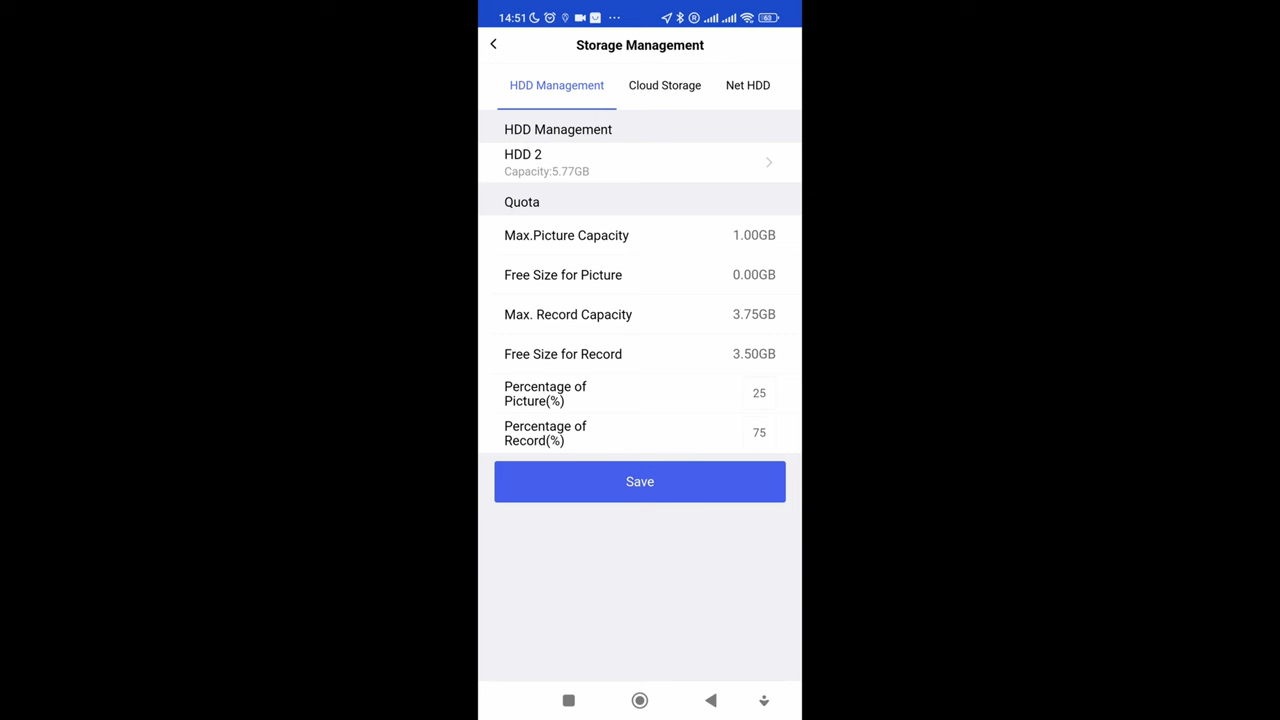 14:51
63
Storage Management
HDD Management Cloud Storage Net HDD
HDD Management
HDD 2
Capacity:5.77GB
Quota
Max.Picture Capacity 1.00GB
Free Size for Picture 0.00GB
Max. Record Capacity 3.75GB
Free Size for Record 3.50GB
Percentage of
Picture(%) 25
Percentage of
Record(%) 75
Save